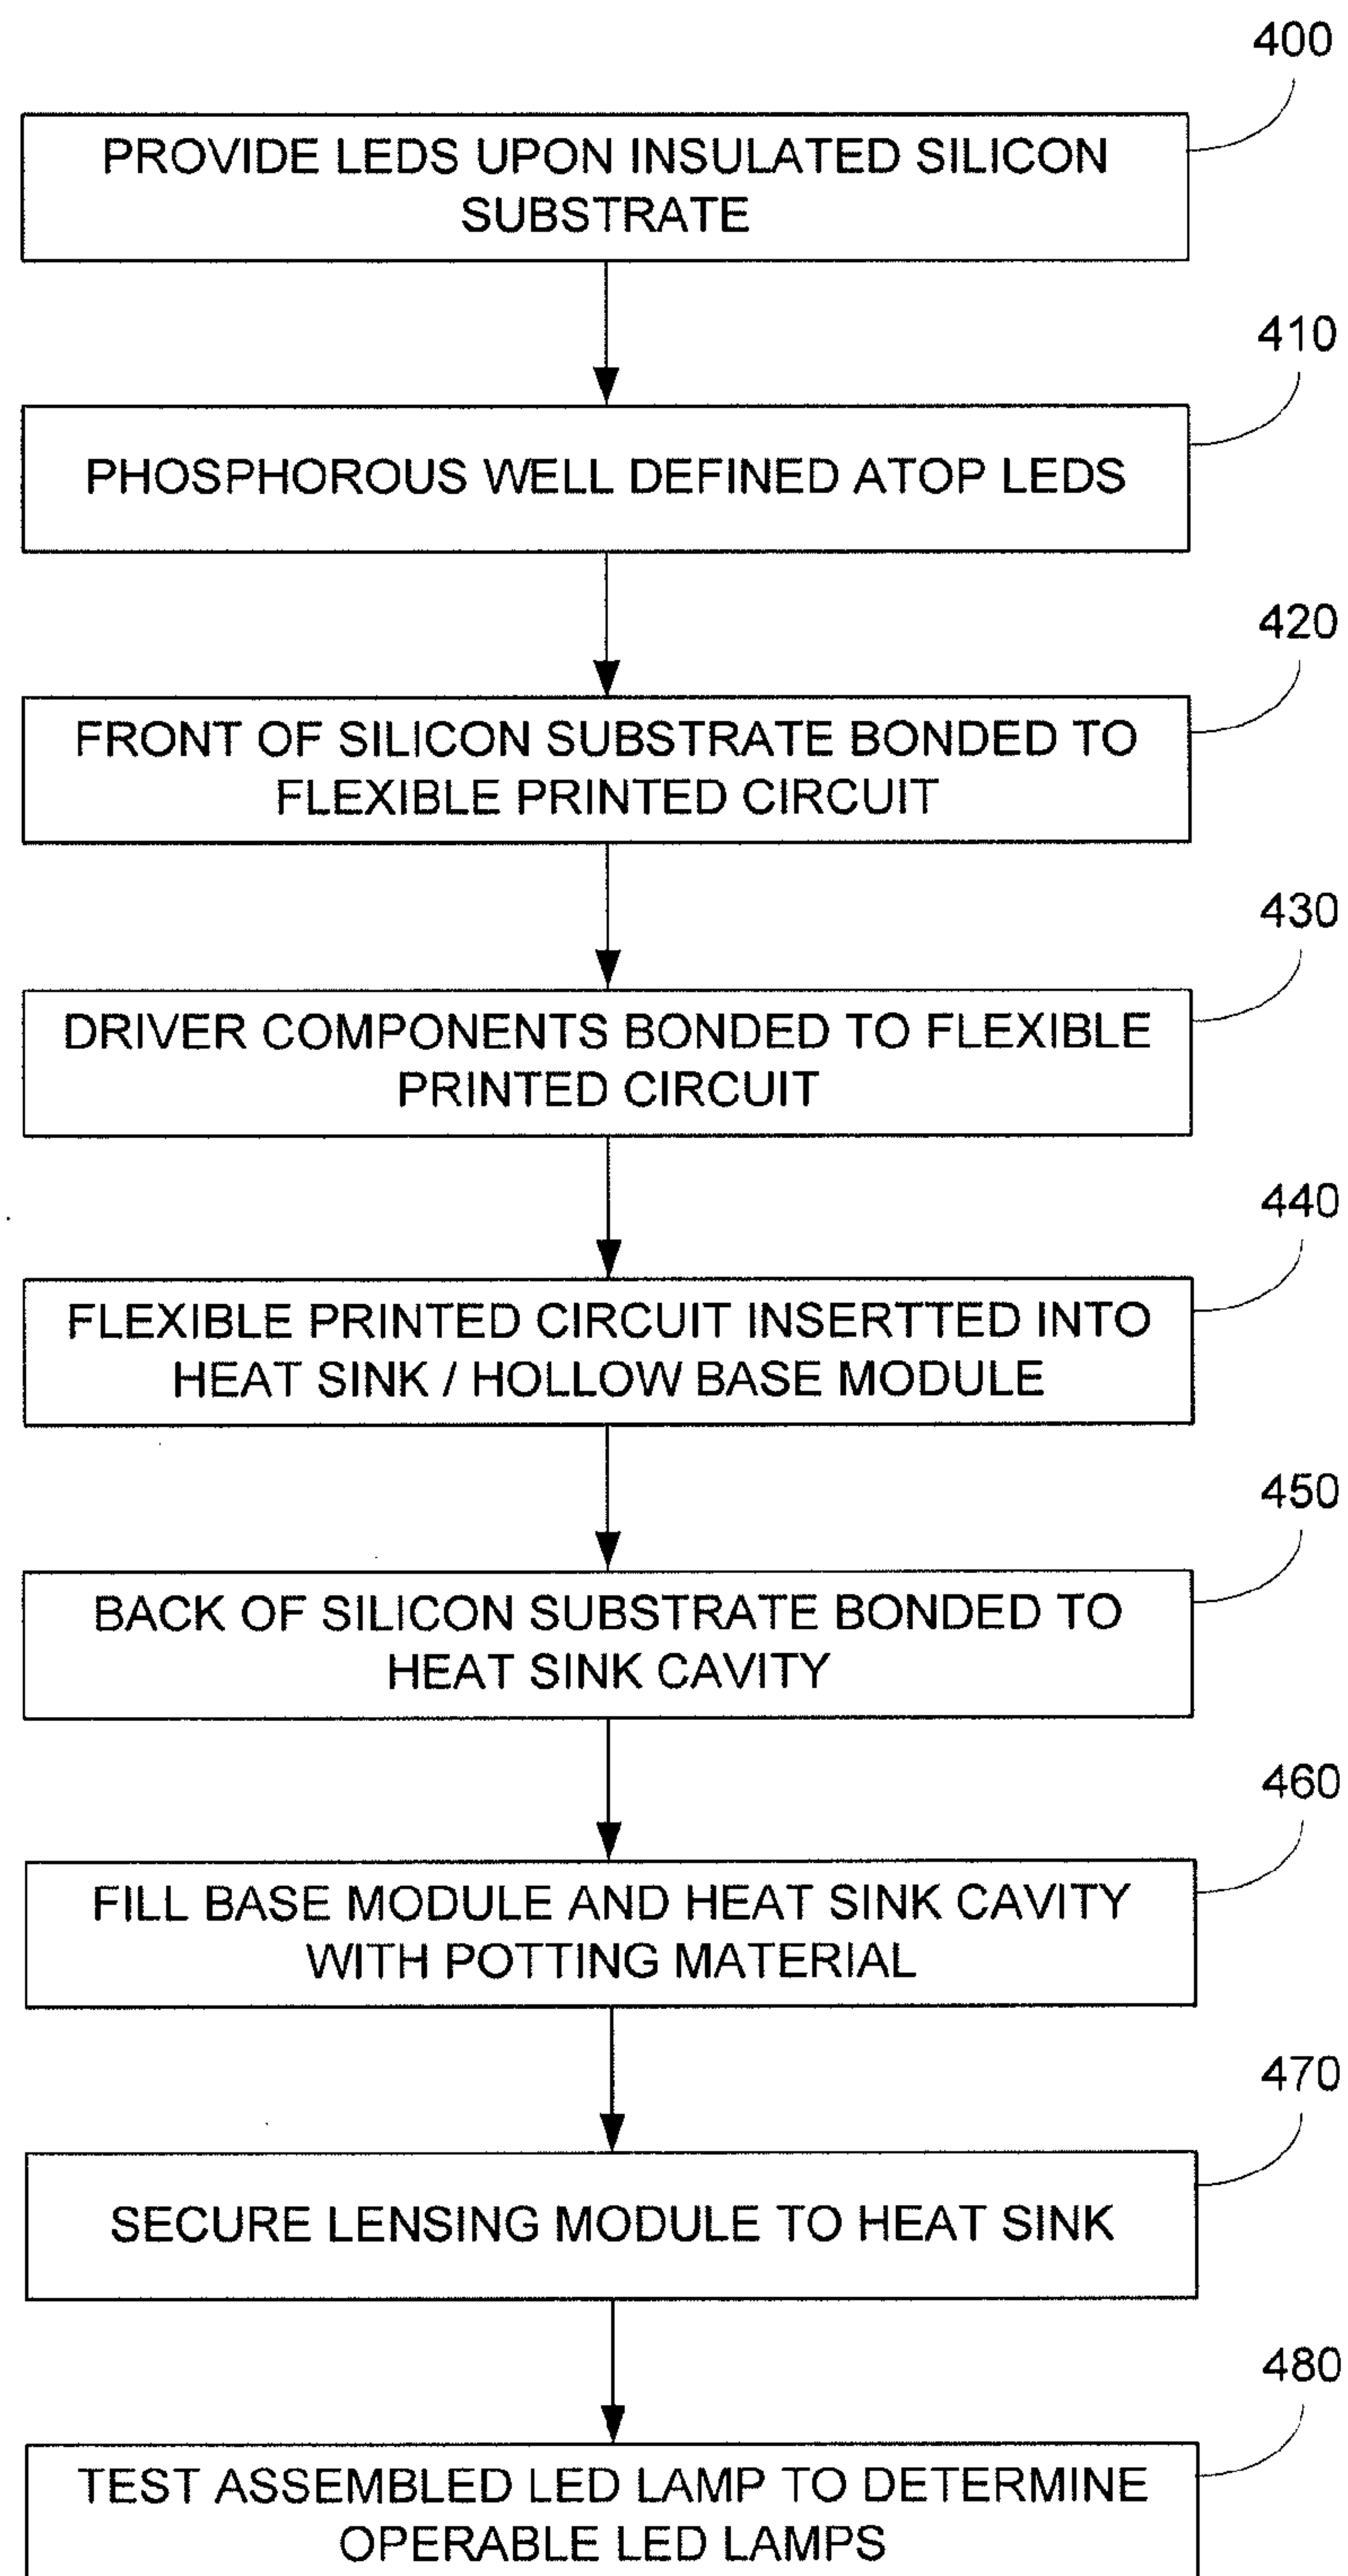 400
PROVIDE LEDS UPON INSULATED SILICON
SUBSTRATE
410
PHOSPHOROUS WELL DEFINED ATOP LEDS
420
FRONT OF SILICON SUBSTRATE BONDED TO
FLEXIBLE PRINTED CIRCUIT
430
DRIVER COMPONENTS BONDED TO FLEXIBLE
PRINTED CIRCUIT
440
FLEXIBLE PRINTED CIRCUIT INSERTTED INTO
HEAT SINK / HOLLOW BASE MODULE
450
BACK OF SILICON SUBSTRATE BONDED TO
HEAT SINK CAVITY
460
FILL BASE MODULE AND HEAT SINK CAVITY
WITH POTTING MATERIAL
470
SECURE LENSING MODULE TO HEAT SINK
480
TEST ASSEMBLED LED LAMP TO DETERMINE
OPERABLE LED LAMPS